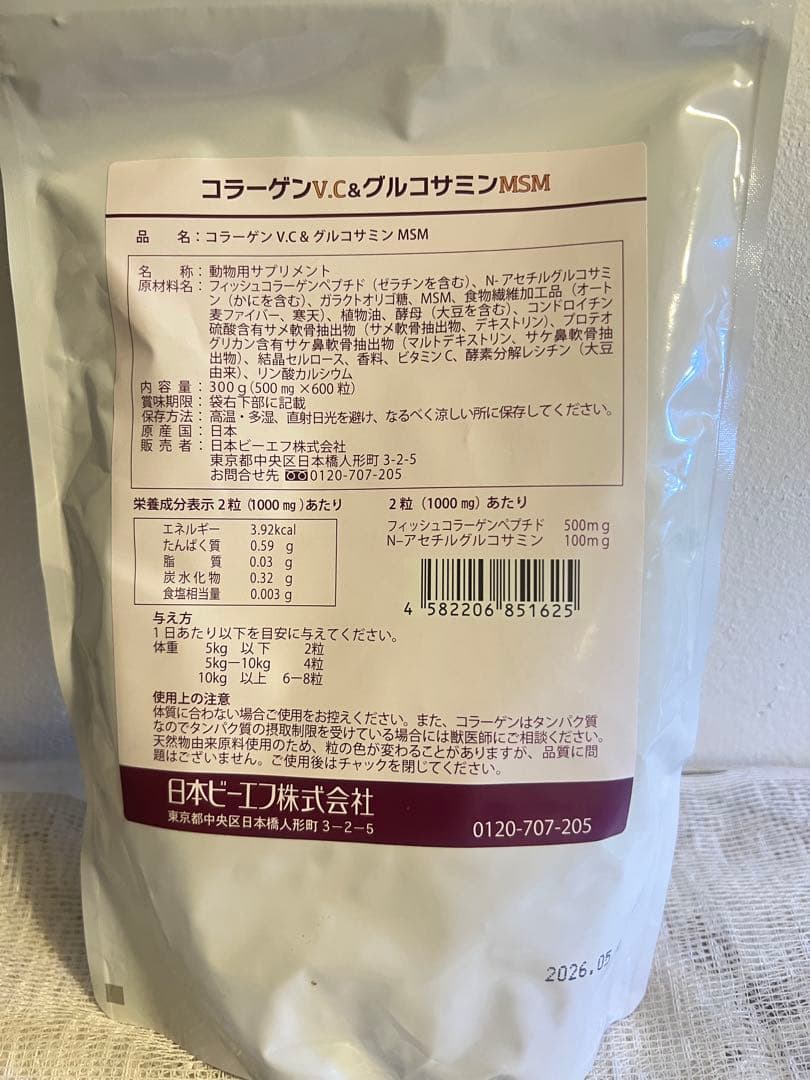 コラーゲンV.C&グルコサミンMSM
品　　名：コラーゲン V.C & グルコサミン MSM
名　　称：動物用サプリメント
原材料名：フィッシュコラーゲンペプチド（ゼラチンを含む）、N-アセチルグルコサミ
ン（かにを含む）、ガラクトオリゴ糖、MSM、食物繊維加工品（オート
麦ファイバー、寒天）、植物油、酵母（大豆を含む）、コンドロイチン
硫酸含有サメ軟骨抽出物（サメ軟骨抽出物、デキストリン）、プロテオ
グリカン含有サケ鼻軟骨抽出物（マルトデキストリン、サケ鼻軟骨抽
出物）、結晶セルロース、香料、ビタミンC、酵素分解レシチン（大豆
由来）、リン酸カルシウム
内 容 量：300g（500㎎×600粒）
賞味期限：袋右下部に記載
保存方法：高温・多湿、直射日光を避け、なるべく涼しい所に保存してください。
原 産 国：日本
販 売 者：日本ビーエフ株式会社
東京都中央区日本橋人形町 3-2-5
お問合せ先 0120-707-205
栄養成分表示 2粒（1000㎎）あたり
エネルギー 3.92kcal
たんぱく質 0.59 g
脂　　質 0.03 g
炭水化物 0.32 g
食塩相当量 0.003 g
2粒（1000㎎）あたり
フィッシュコラーゲンペプチド 500mg
N−アセチルグルコサミン 100mg
4 582206 851625
与え方
1日あたり以下を目安に与えてください。
体重 5kg 以下 2粒
5kg—10kg 4粒
10kg 以上 6−8粒
使用上の注意
体質に合わない場合ご使用をお控えください。また、コラーゲンはタンパク質
なのでタンパク質の摂取制限を受けている場合には獣医師にご相談ください。
天然物由来原料使用のため、粒の色が変わることがありますが、品質に問
題はございません。ご使用後はチャックを閉じてください。
日本ビーエフ株式会社
東京都中央区日本橋人形町 3−2−5
0120-707-205
2026.05